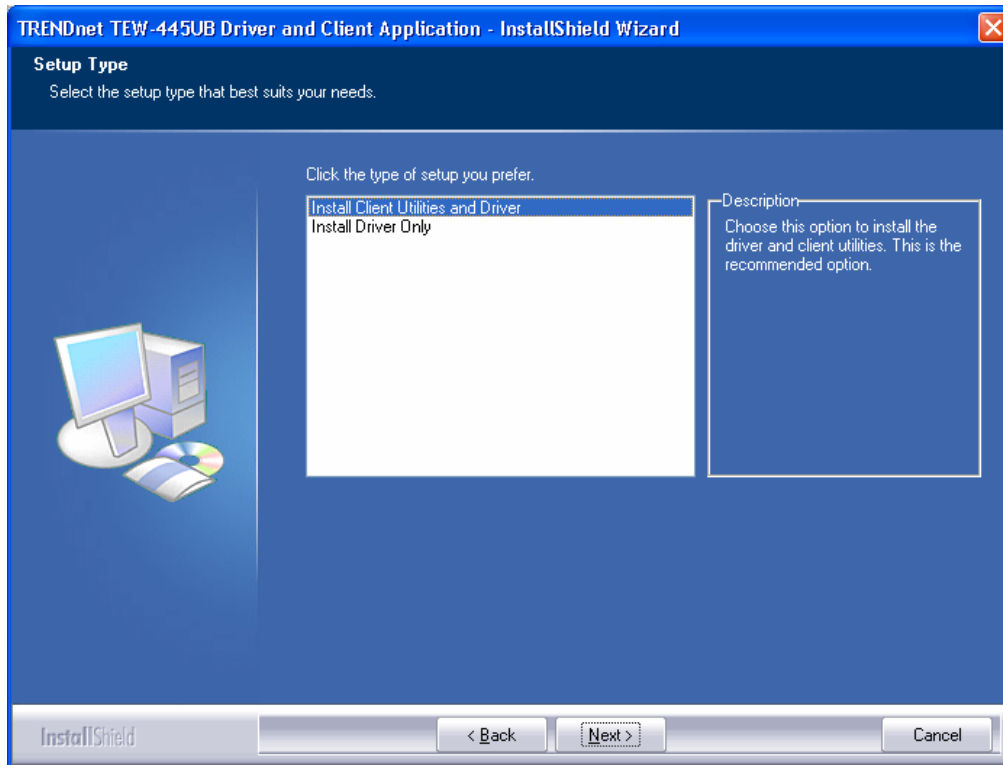 TRENDnet TEW-445UB Driver and Client Application - InstallShield Wizard
Setup Type
Select the setup type that best suits your needs.
Click the type of setup you prefer.
Install Client Utilities and Driver
Install Driver Only
Description
Choose this option to install the
driver and client utilities. This is the
recommended option.
InstallShield
< Back
Next >
Cancel